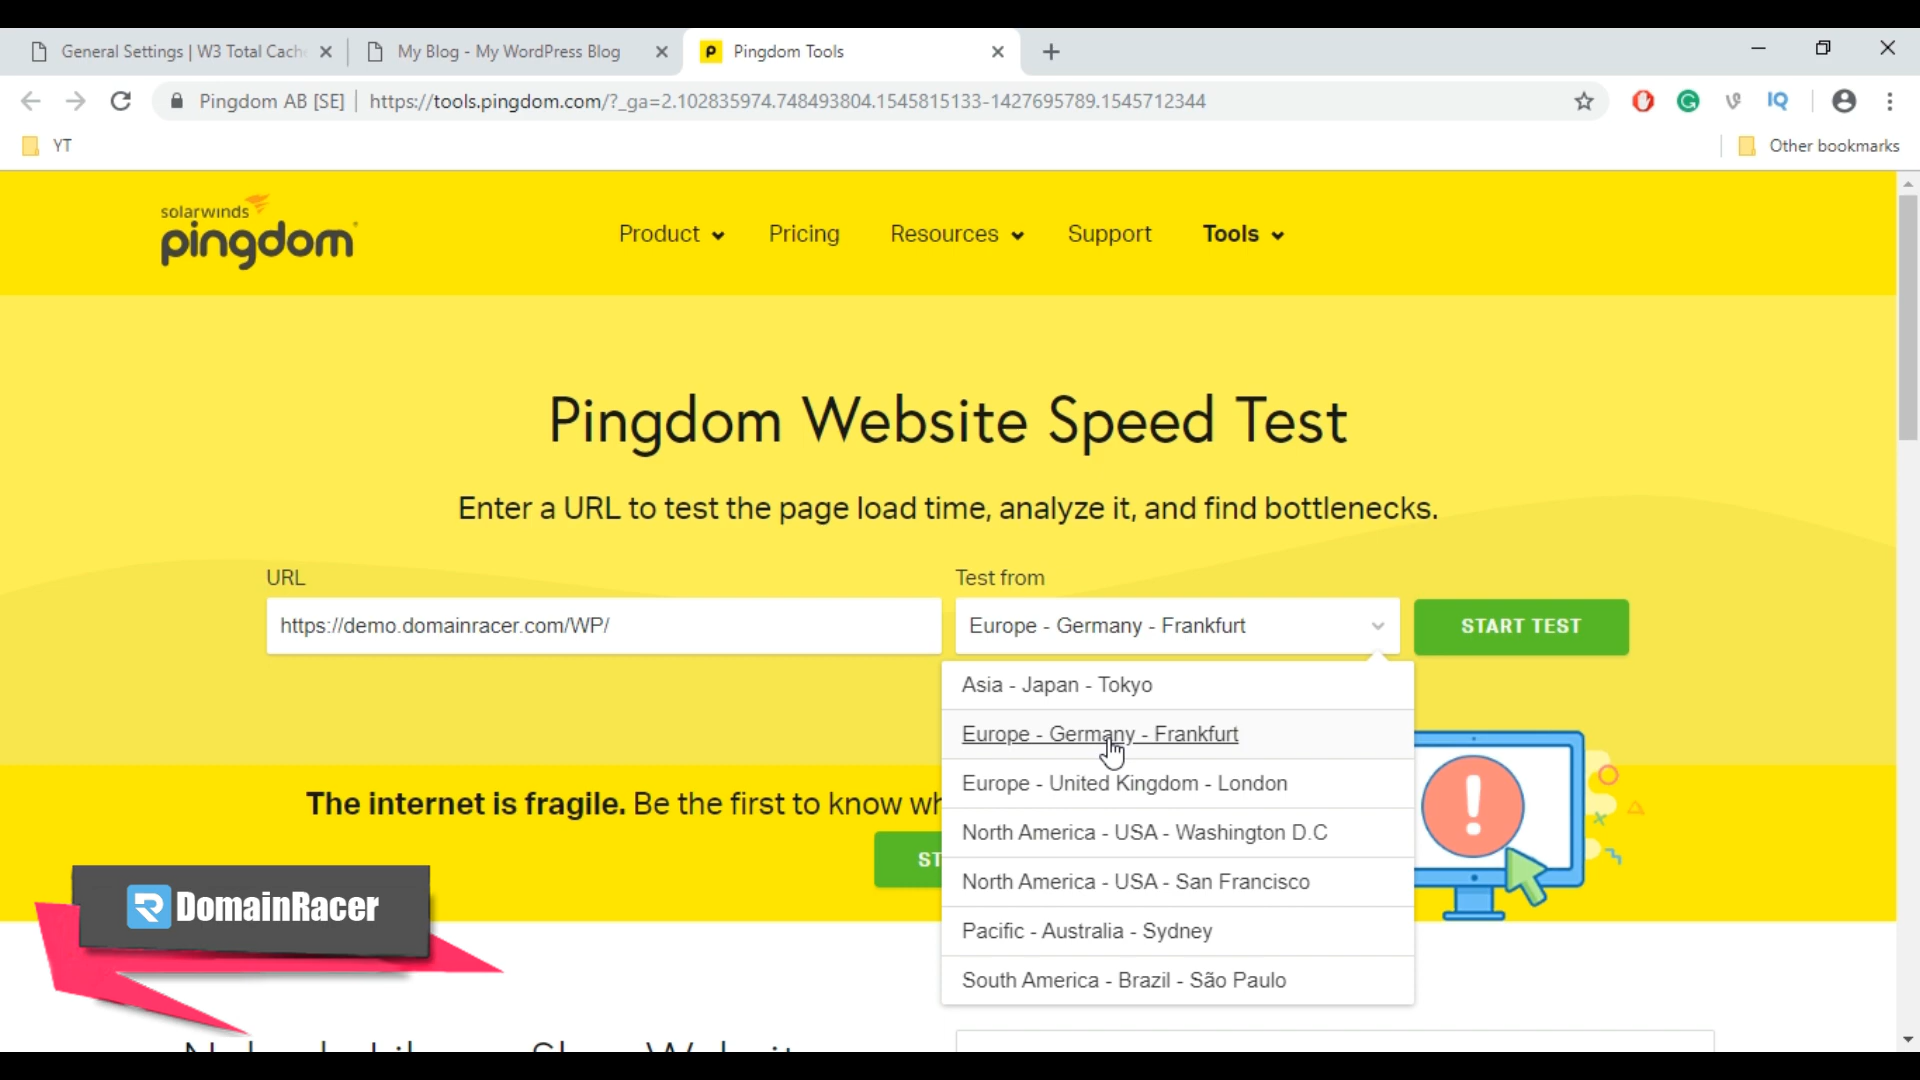 General Settings | W3 Total Cach
My Blog - My WordPress Blog
Pingdom Tools
Pingdom AB [SE]
https://tools.pingdom.com/?_ga=2.102835974.748493804.1545815133-1427695789.1545712344
IQ
YT
Other bookmarks
solarwinds
pingdom
Product
Pricing
Resources
Support
Tools
Pingdom Website Speed Test
Enter a URL to test the page load time, analyze it, and find bottlenecks.
URL
Test from
https://demo.domainracer.com/WP/
Europe - Germany - Frankfurt
START TEST
Asia - Japan - Tokyo
Europe - Germany - Frankfurt
Europe - United Kingdom - London
North America - USA - Washington D.C
North America - USA - San Francisco
Pacific - Australia - Sydney
South America - Brazil - São Paulo
The internet is fragile. Be the first to know wh
ST
DomainRacer